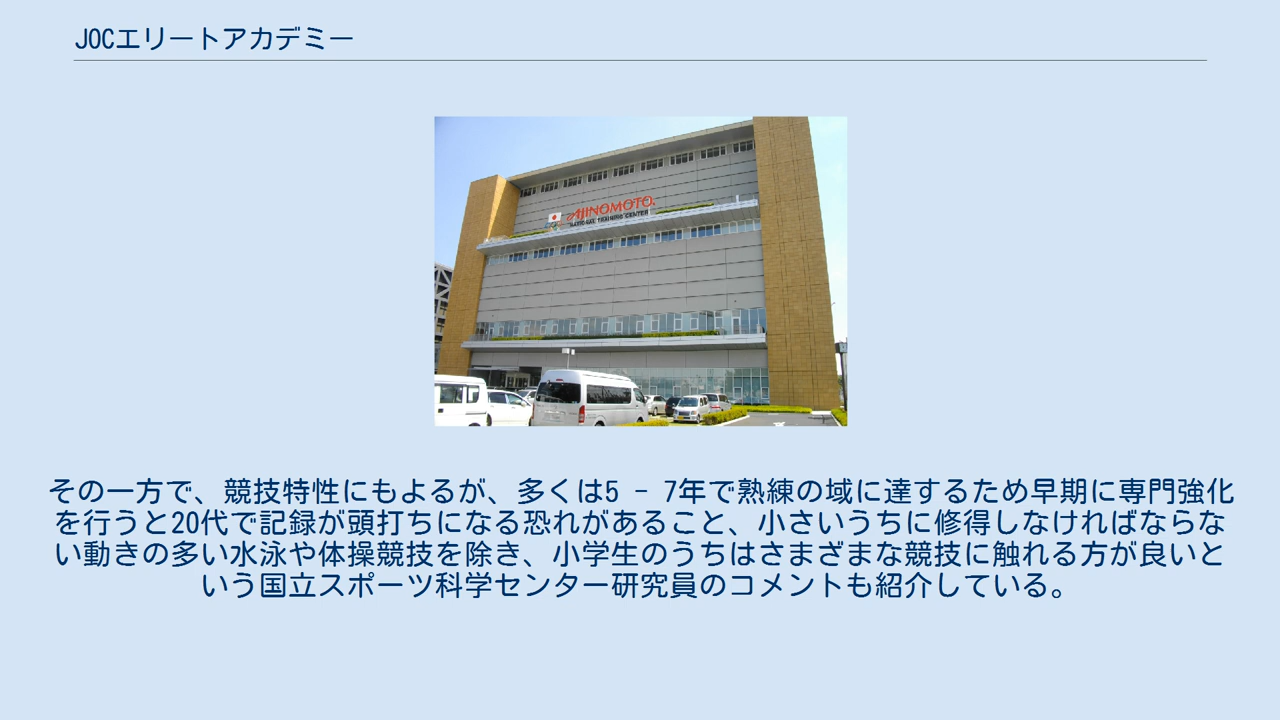 JOCエリートアカデミー
AJINOMOTO.
NATIONAL TRAINING CENTER
その一方で、競技特性にもよるが、多くは5 - 7年で熟練の域に達するため早期に専門強化
を行うと20代で記録が頭打ちになる恐れがあること、小さいうちに修得しなければならな
い動きの多い水泳や体操競技を除き、小学生のうちはさまざまな競技に触れる方が良いと
いう国立スポーツ科学センター研究員のコメントも紹介している。